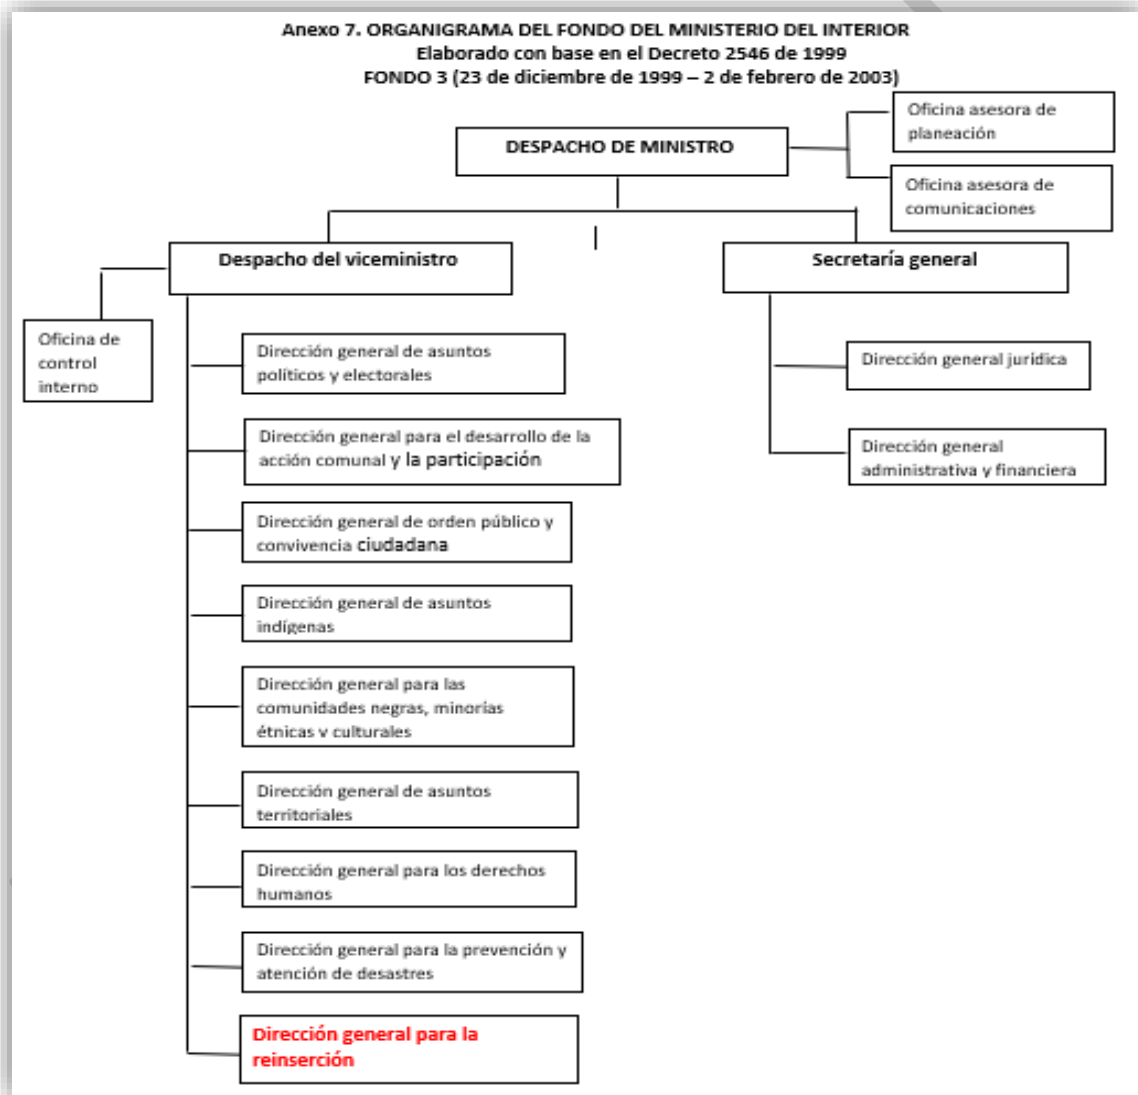 Anexo 7. ORGANIGRAMA DEL FONDO DEL MINISTERIO DEL INTERIOR
Elaborado con base en el Decreto 2546 de 1999
FONDO 3 (23 de diciembre de 1999 – 2 de febrero de 2003)
Oficina asesora de
planeación
DESPACHO DE MINISTRO
Oficina asesora de
comunicaciones
Despacho del viceministro
Secretaría general
Oficina de
control
interno
Dirección general de asuntos
políticos y electorales
Dirección general jurídica
Dirección general para el desarrollo de la
acción comunal y la participación
Dirección general
administrativa y financiera
Dirección general de orden público y
convivencia ciudadana
Dirección general de asuntos
indígenas
Dirección general para las
comunidades negras, minorías
étnicas y culturales
Dirección general de asuntos
territoriales
Dirección general para los derechos
humanos
Dirección general para la prevención y
atención de desastres
Dirección general para la
reinserción